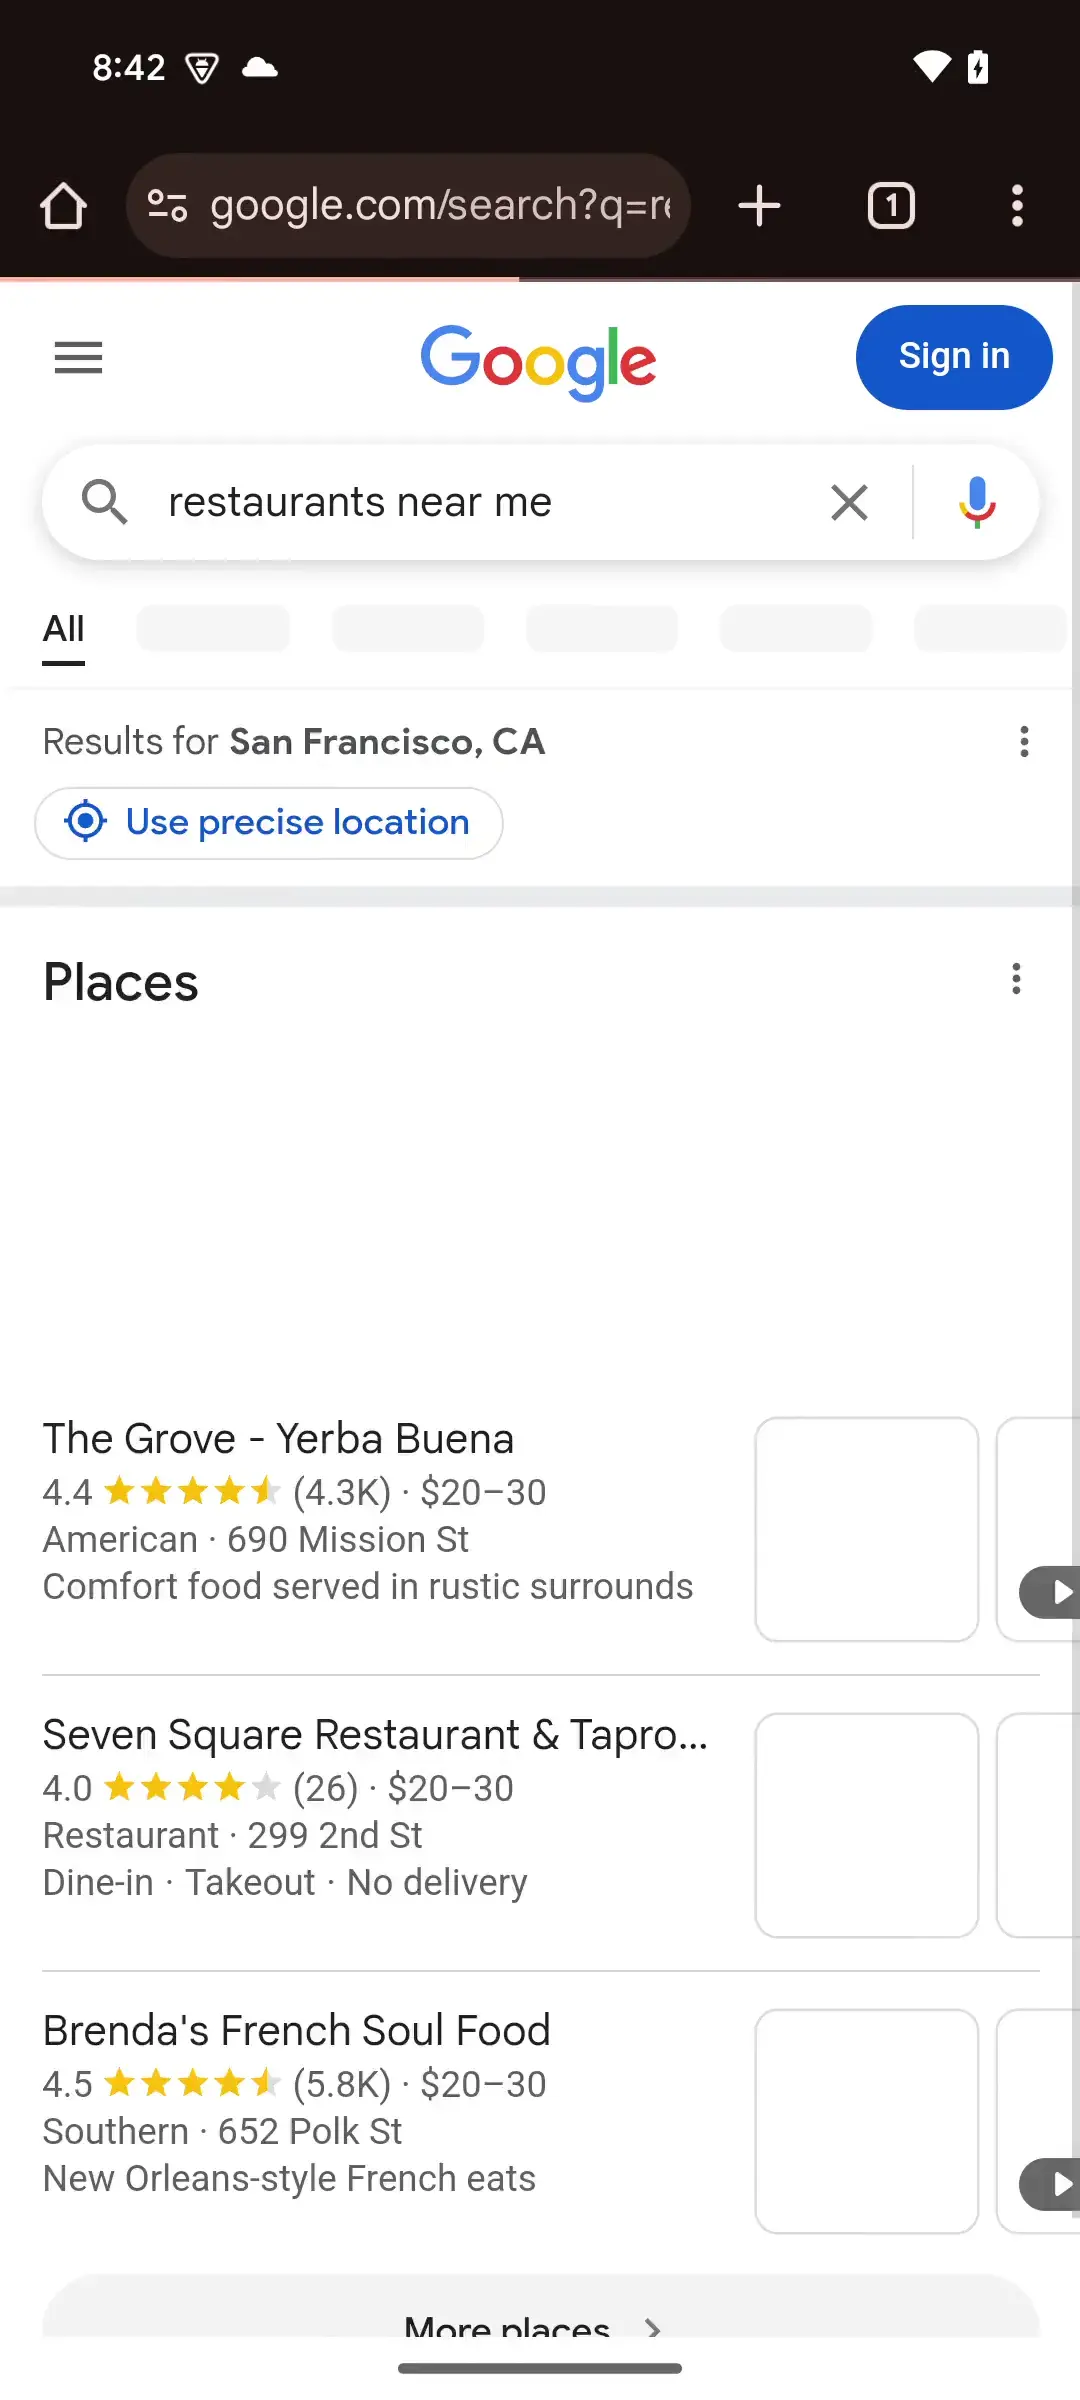 8:42
google.com/search?q=re
1
Google
Sign in
restaurants near me
All
Results for San Francisco, CA
Use precise location
Places
The Grove - Yerba Buena
4.4 (4.3K) · $20–30
American · 690 Mission St
Comfort food served in rustic surrounds
Seven Square Restaurant & Tapro...
4.0 (26) · $20–30
Restaurant · 299 2nd St
Dine-in · Takeout · No delivery
Brenda's French Soul Food
4.5 (5.8K) · $20–30
Southern · 652 Polk St
New Orleans-style French eats
More places